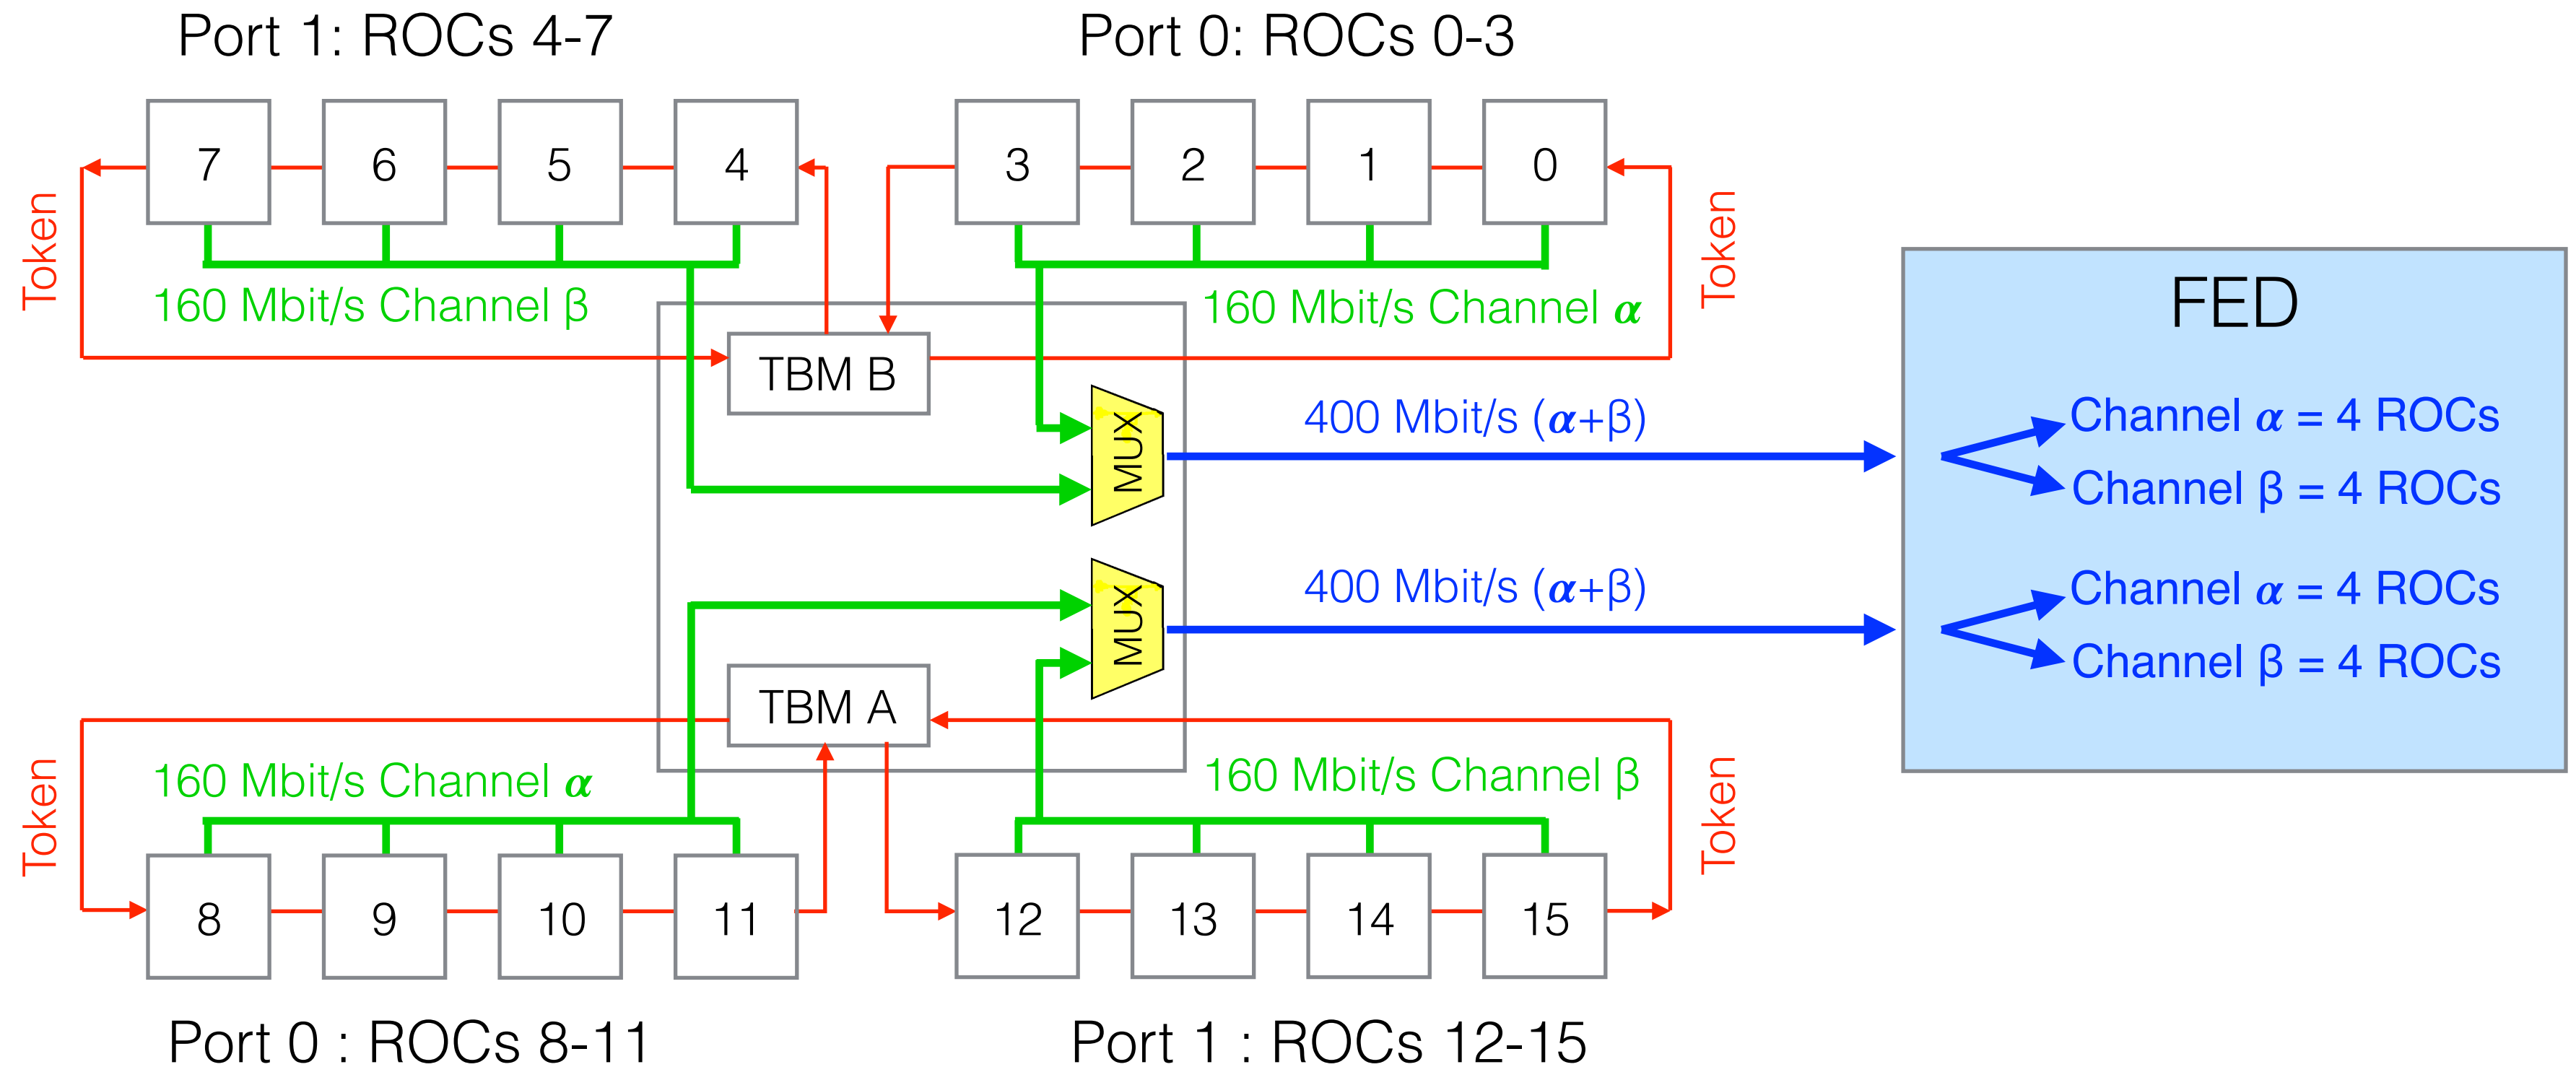 Port 1: ROCs 4-7
Port 0: ROCs 0-3
7
6
5
4
3
2
1
0
Token
Token
160 Mbit/s Channel β
160 Mbit/s Channel α
FED
TBM B
MUX
400 Mbit/s (α+β)
Channel α = 4 ROCs
Channel β = 4 ROCs
MUX
400 Mbit/s (α+β)
Channel α = 4 ROCs
Channel β = 4 ROCs
TBM A
Token
Token
160 Mbit/s Channel α
160 Mbit/s Channel β
8
9
10
11
12
13
14
15
Port 0 : ROCs 8-11
Port 1 : ROCs 12-15